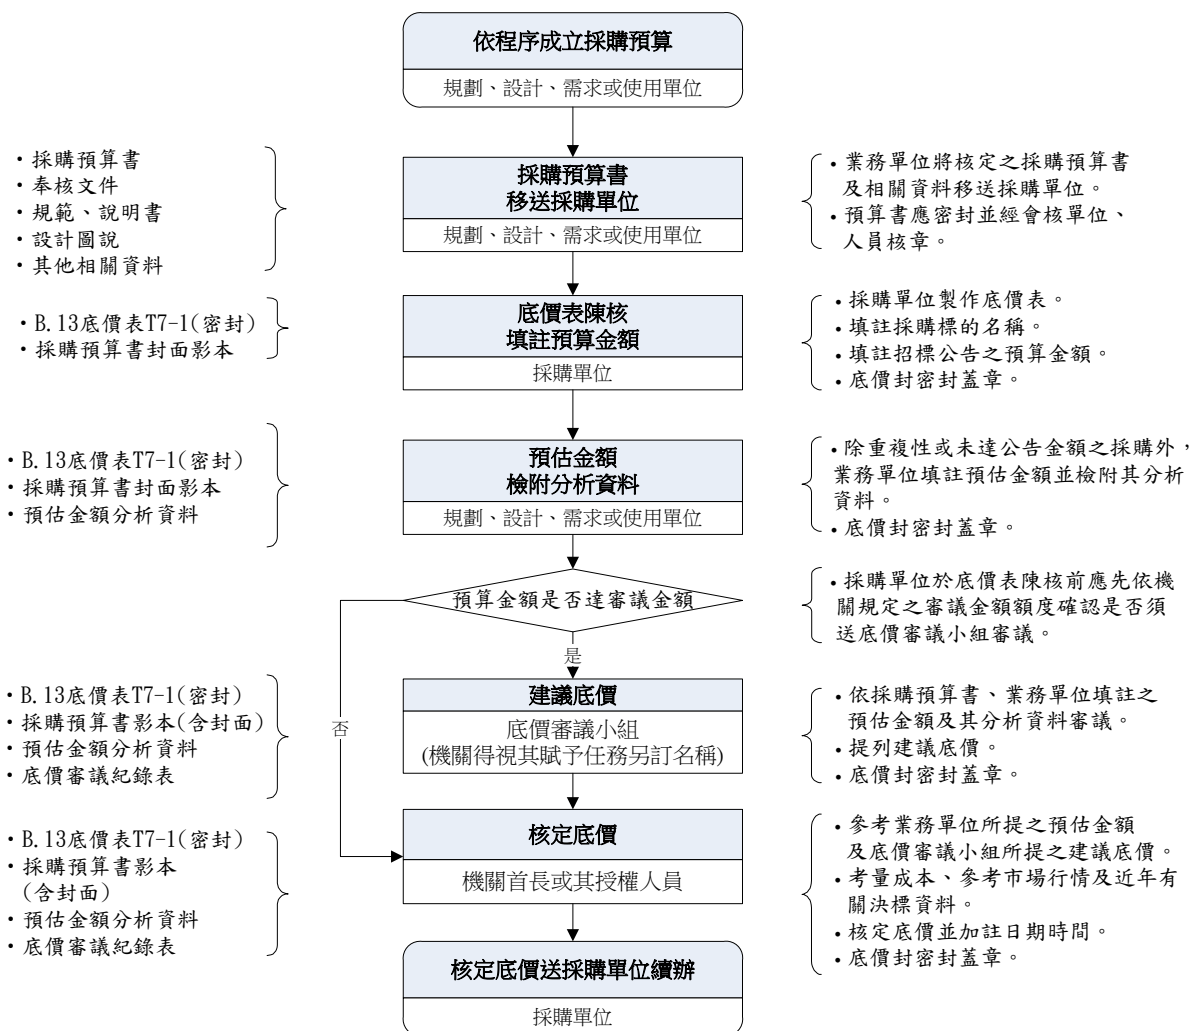 依程序成立採購預算
規劃、設計、需求或使用單位
・採購預算書
・奉核文件
・規範、說明書
・設計圖說
・其他相關資料
採購預算書
移送採購單位
規劃、設計、需求或使用單位
・業務單位將核定之採購預算書
及相關資料移送採購單位。
・預算書應密封並經會核單位、
人員核章。
・B.13底價表T7-1(密封)
・採購預算書封面影本
底價表陳核
填註預算金額
採購單位
・採購單位製作底價表。
・填註採購標的名稱。
・填註招標公告之預算金額。
・底價封密封蓋章。
・B.13底價表T7-1(密封)
・採購預算書封面影本
・預估金額分析資料
預估金額
檢附分析資料
規劃、設計、需求或使用單位
・除重複性或未達公告金額之採購外，
業務單位填註預估金額並檢附其分析
資料。
・底價封密封蓋章。
預算金額是否達審議金額
・採購單位於底價表陳核前應先依機
關規定之審議金額額度確認是否須
送底價審議小組審議。
是
否
・B.13底價表T7-1(密封)
・採購預算書影本(含封面)
・預估金額分析資料
・底價審議紀錄表
建議底價
底價審議小組
(機關得視其賦予任務另訂名稱)
・依採購預算書、業務單位填註之
預估金額及其分析資料審議。
・提列建議底價。
・底價封密封蓋章。
・B.13底價表T7-1(密封)
・採購預算書影本
(含封面)
・預估金額分析資料
・底價審議紀錄表
核定底價
機關首長或其授權人員
・參考業務單位所提之預估金額
及底價審議小組所提之建議底價。
・考量成本、參考市場行情及近年有
關決標資料。
・核定底價並加註日期時間。
・底價封密封蓋章。
核定底價送採購單位續辦
採購單位